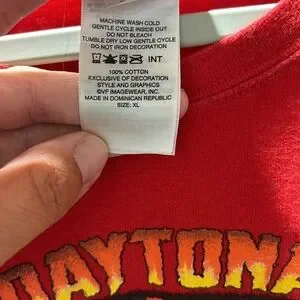 MACHINE WASH COLD
GENTLE CYCLE INSIDE OUT
DO NOT BLEACH
TUMBLE DRY LOW GENTLE CYCLE
DO NOT IRON DECORATION
INT
100% COTTON
EXCLUSIVE OF DECORATION
STYLE AND GRAPHICS
©VF IMAGEWEAR, INC.
MADE IN DOMINICAN REPUBLIC
SIZE: XL
DAYTONA